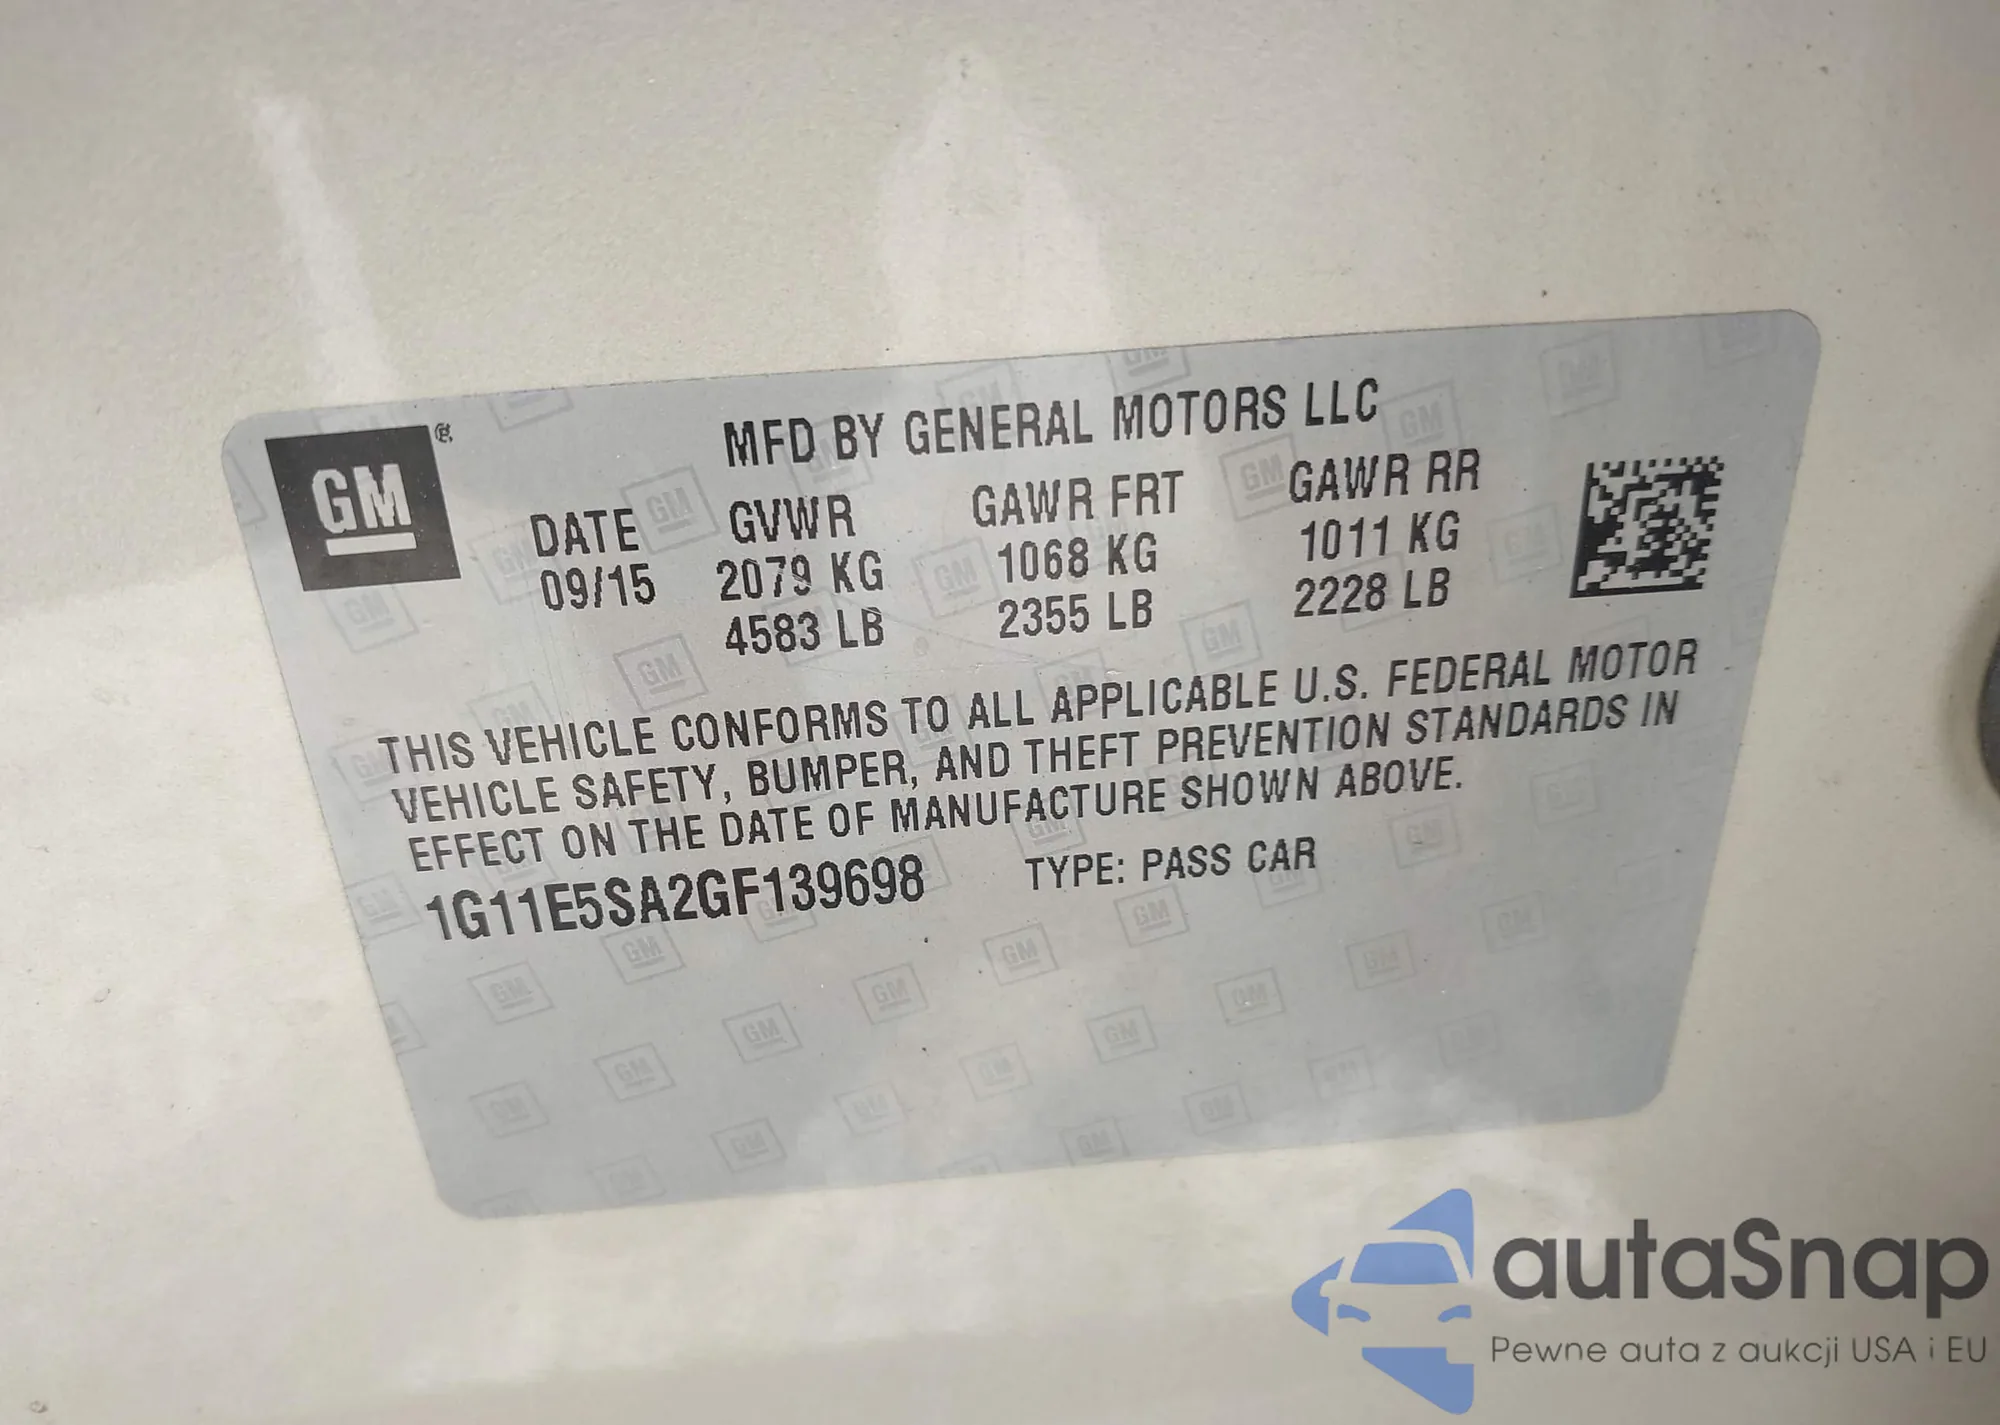 GM
MFD BY GENERAL MOTORS LLC
DATE GVWR GAWR FRT GAWR RR
09/15 2079 KG 1068 KG 1011 KG
4583 LB 2355 LB 2228 LB
THIS VEHICLE CONFORMS TO ALL APPLICABLE U.S. FEDERAL MOTOR
VEHICLE SAFETY, BUMPER, AND THEFT PREVENTION STANDARDS IN
EFFECT ON THE DATE OF MANUFACTURE SHOWN ABOVE.
1G11E5SA2GF139698 TYPE: PASS CAR
autaSnap
Pewne auta z aukcji USA i EU